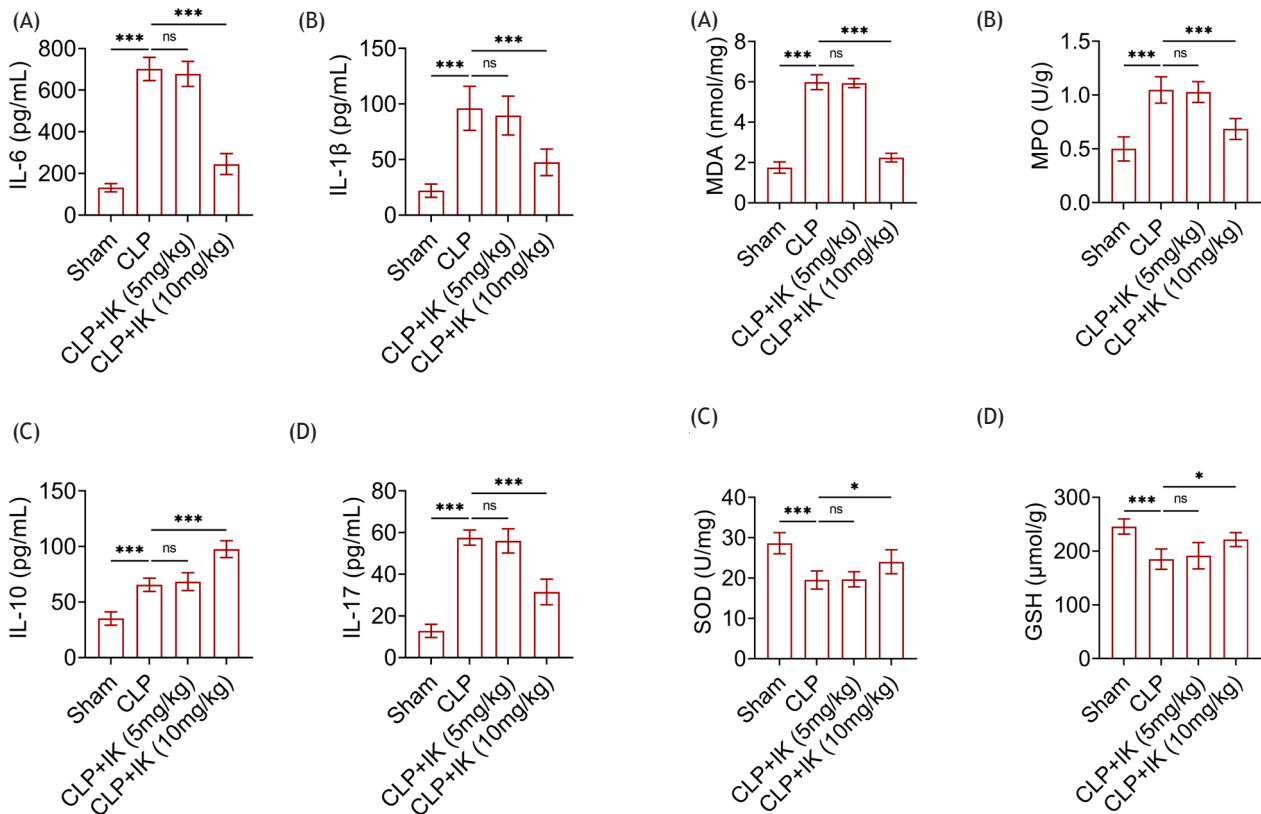 (A)
IL-6 (pg/mL)
800
600
400
200
0
***
***
ns
Sham
CLP
CLP+IK (5mg/kg)
CLP+IK (10mg/kg)
(B)
IL-1β (pg/mL)
150
100
50
0
***
***
ns
Sham
CLP
CLP+IK (5mg/kg)
CLP+IK (10mg/kg)
(A)
MDA (nmol/mg)
8
6
4
2
0
***
***
ns
Sham
CLP
CLP+IK (5mg/kg)
CLP+IK (10mg/kg)
(B)
MPO (U/g)
1.5
1.0
0.5
0.0
***
***
ns
Sham
CLP
CLP+IK (5mg/kg)
CLP+IK (10mg/kg)
(C)
IL-10 (pg/mL)
150
100
50
0
***
***
ns
Sham
CLP
CLP+IK (5mg/kg)
CLP+IK (10mg/kg)
(D)
IL-17 (pg/mL)
80
60
40
20
0
***
***
ns
Sham
CLP
CLP+IK (5mg/kg)
CLP+IK (10mg/kg)
(C)
SOD (U/mg)
40
30
20
10
0
*
***
ns
Sham
CLP
CLP+IK (5mg/kg)
CLP+IK (10mg/kg)
(D)
GSH (μmol/g)
300
200
100
0
*
***
ns
Sham
CLP
CLP+IK (5mg/kg)
CLP+IK (10mg/kg)